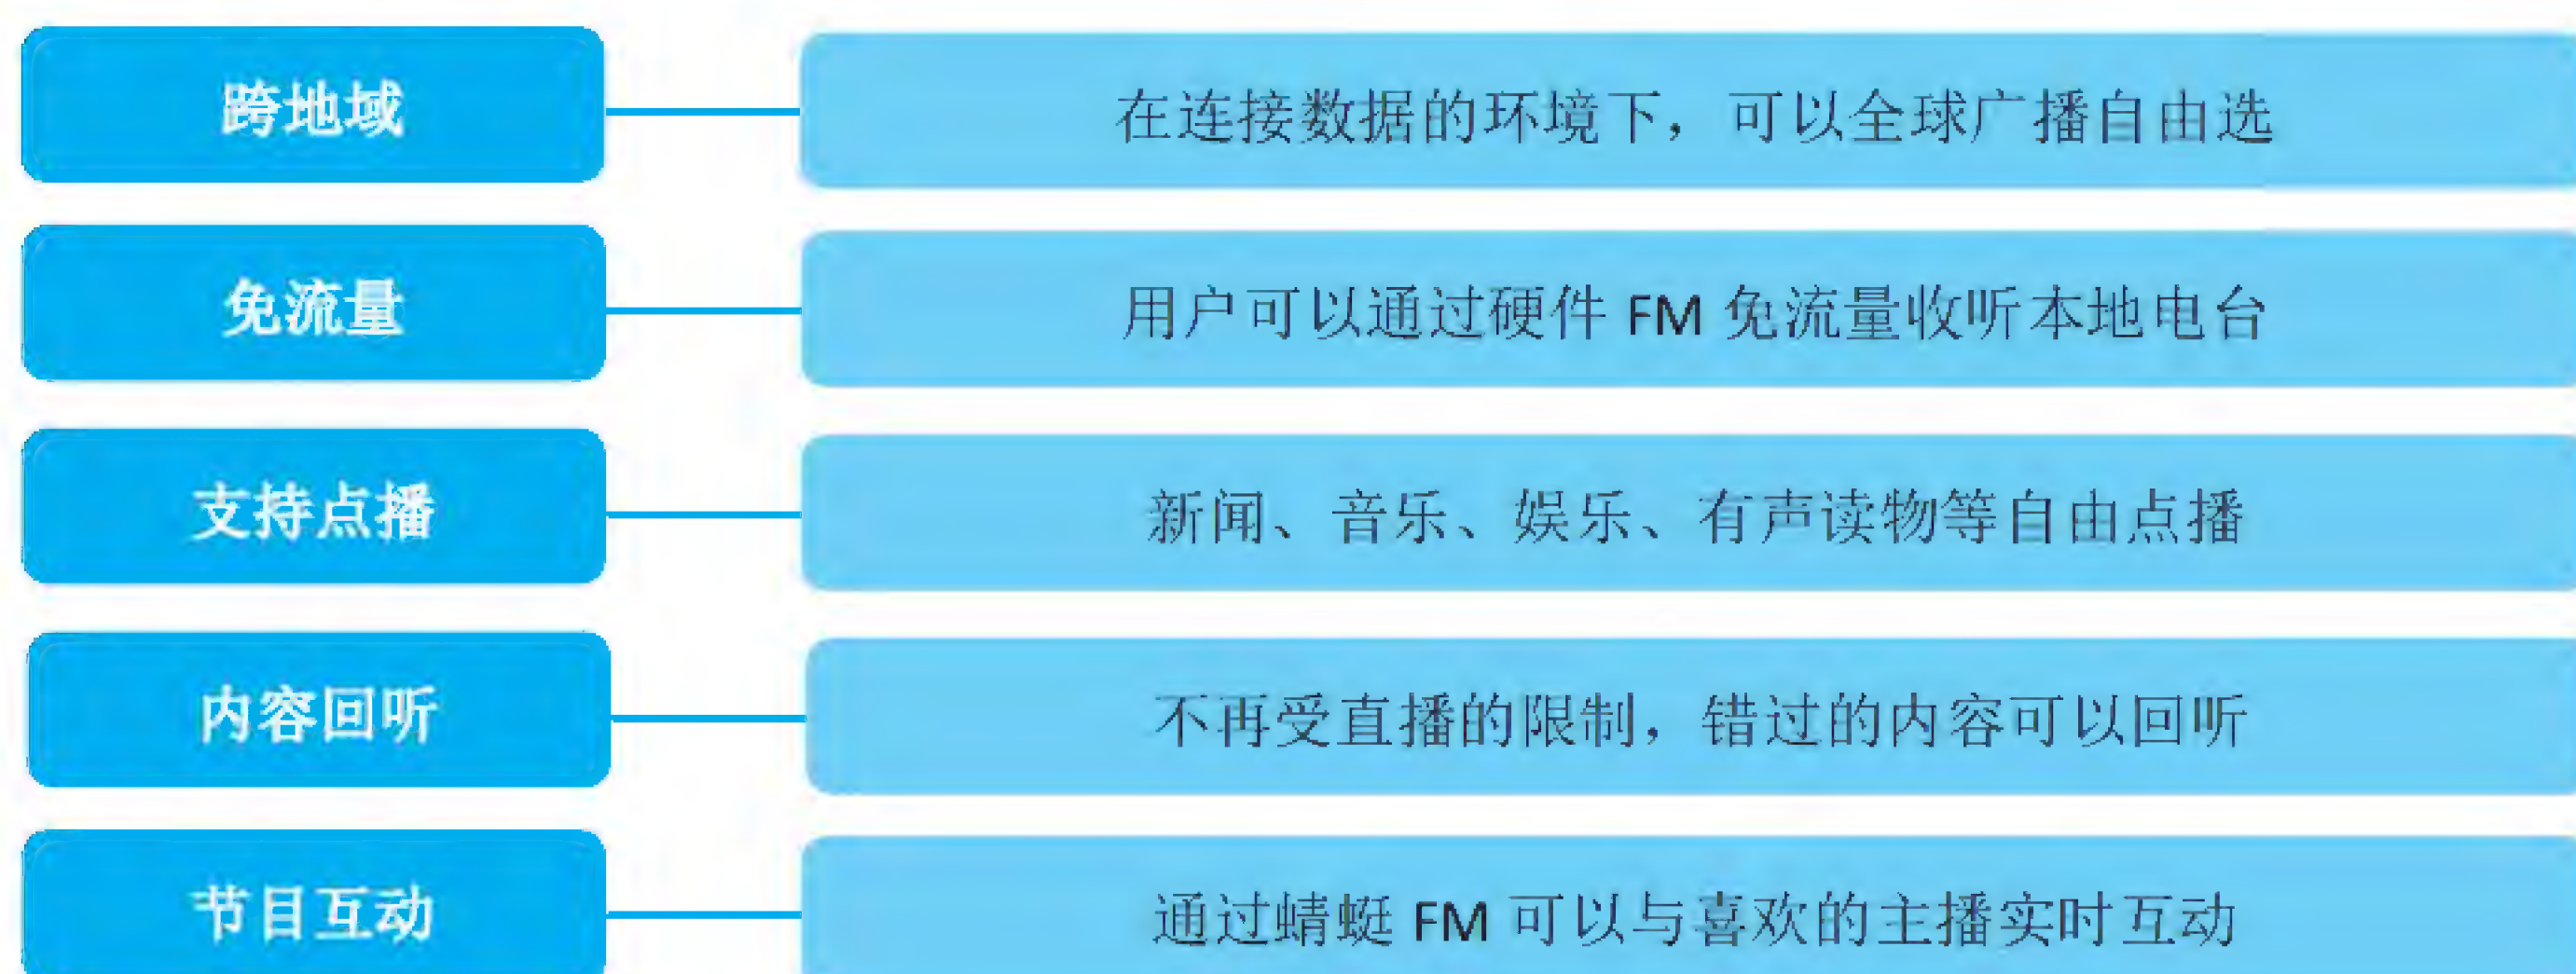 跨地域
在连接数据的环境下，可以全球广播自由选
免流量
用户可以通过硬件 FM 免流量收听本地电台
支持点播
新闻、音乐、娱乐、有声读物等自由点播
内容回听
不再受直播的限制，错过的内容可以回听
节目互动
通过蜻蜓 FM 可以与喜欢的主播实时互动